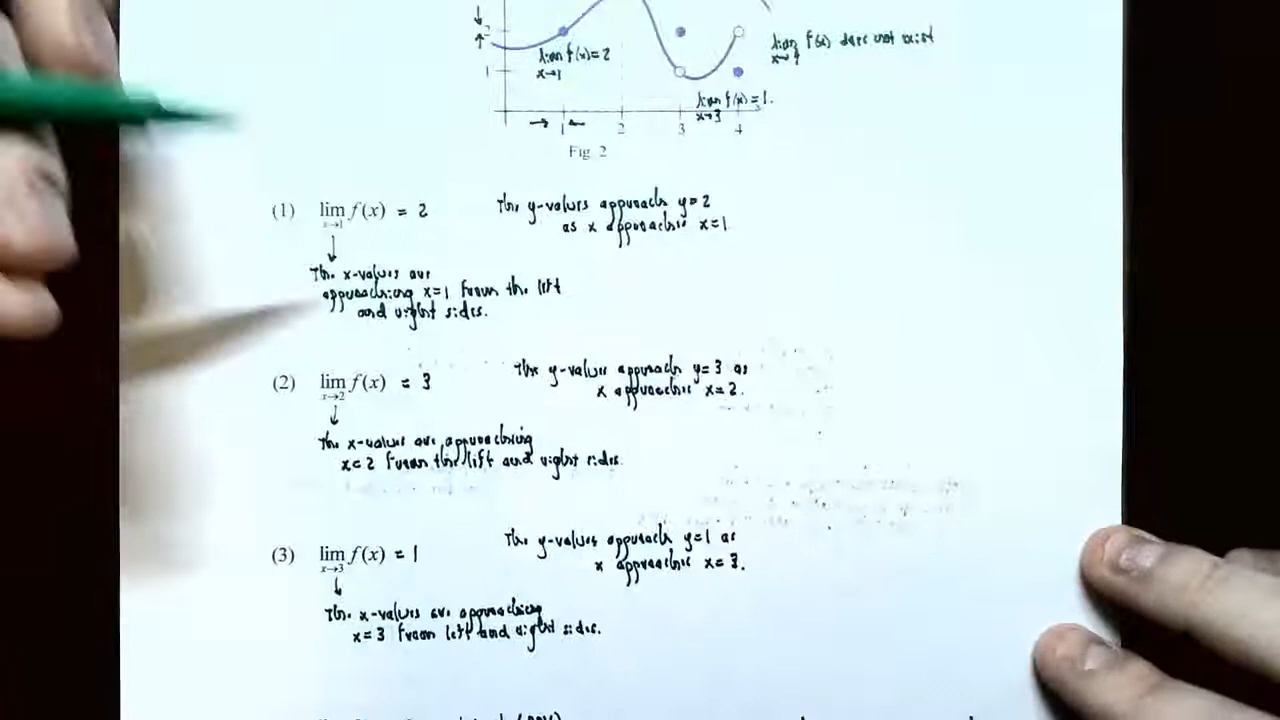 2
lim f(x) = 2
x→1
lim f(x) does not exist
1
lim f(x) = 1.
x→3
1 2 3 4
Fig 2
(1) lim f(x) = 2 The y-values approach y=2
x→1 as x approaches x=1
The x-values are
approaching x=1 from the left
and right sides.
(2) lim f(x) = 3 The y-values approach y=3 as
x→2 x approaches x=2.
The x-values are approaching
x=2 from the left and right sides.
(3) lim f(x) = 1 The y-values approach y=1 as
x→3 x approaches x=3.
The x-values are approaching
x=3 from left and right sides.